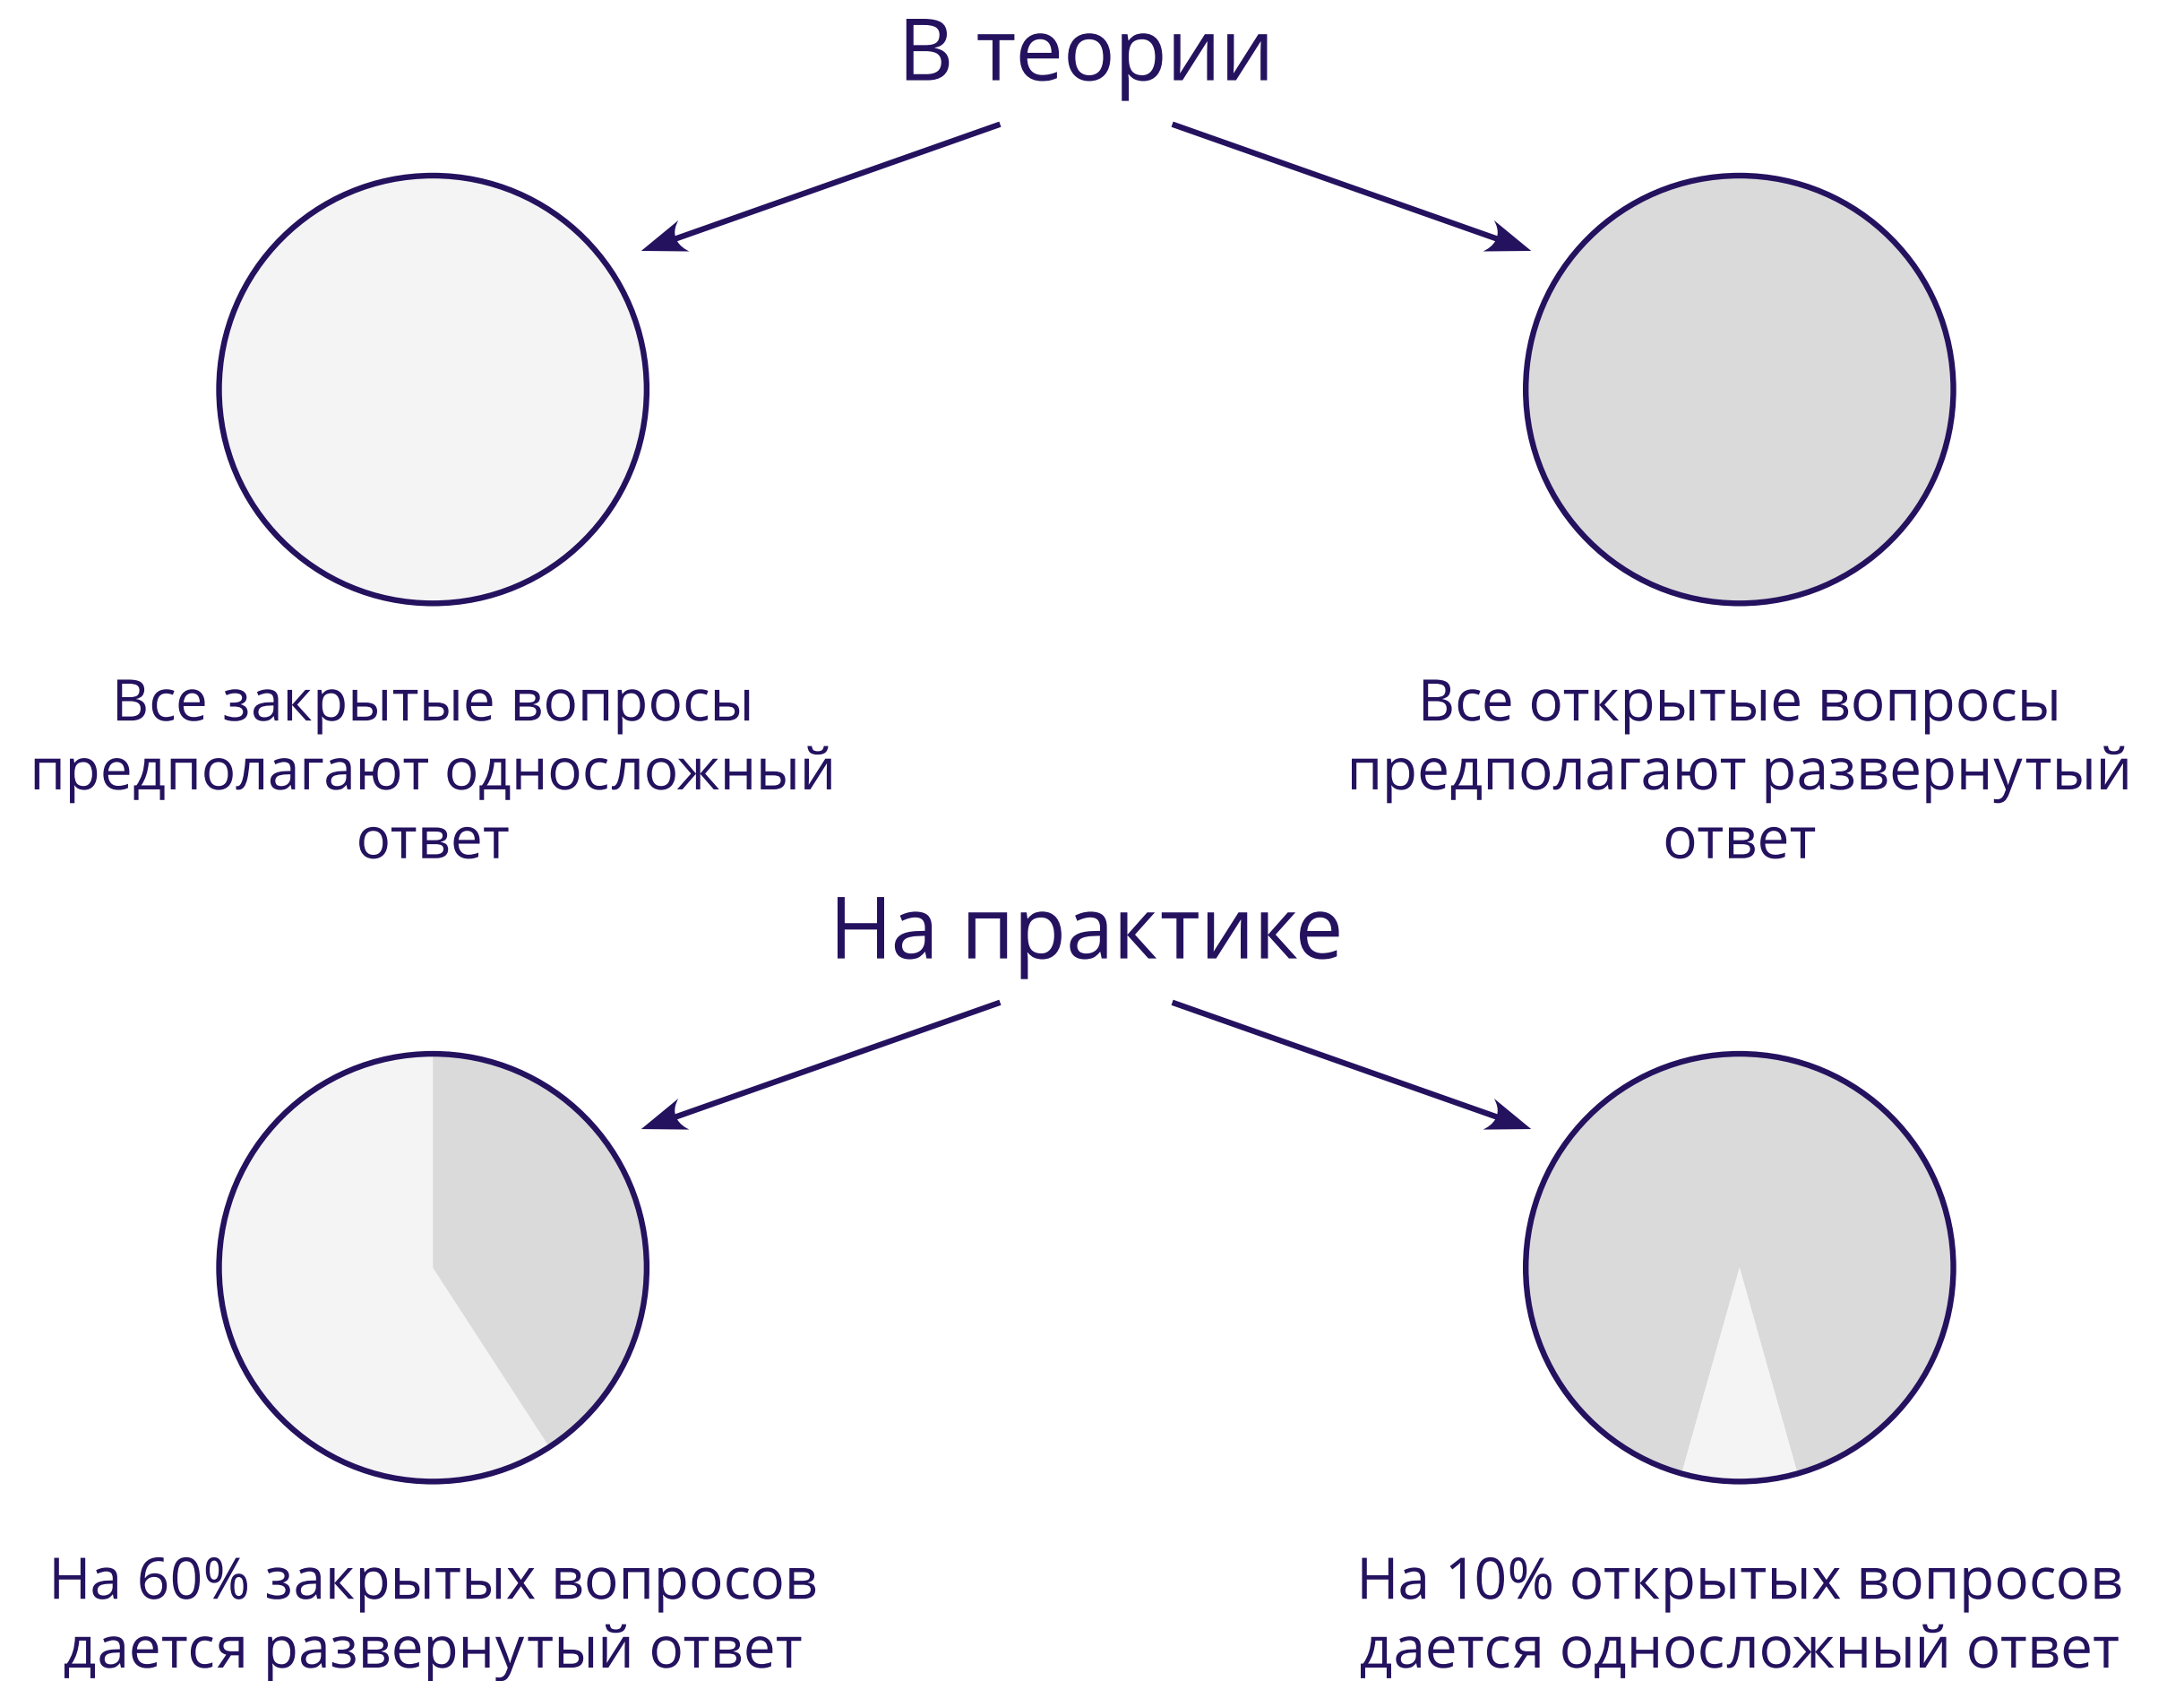 В теории
Все закрытые вопросы
предполагают односложный
ответ
Все открытые вопросы
предполагают развернутый
ответ
На практике
На 60% закрытых вопросов
дается развернутый ответ
На 10% открытых вопросов
дается односложный ответ